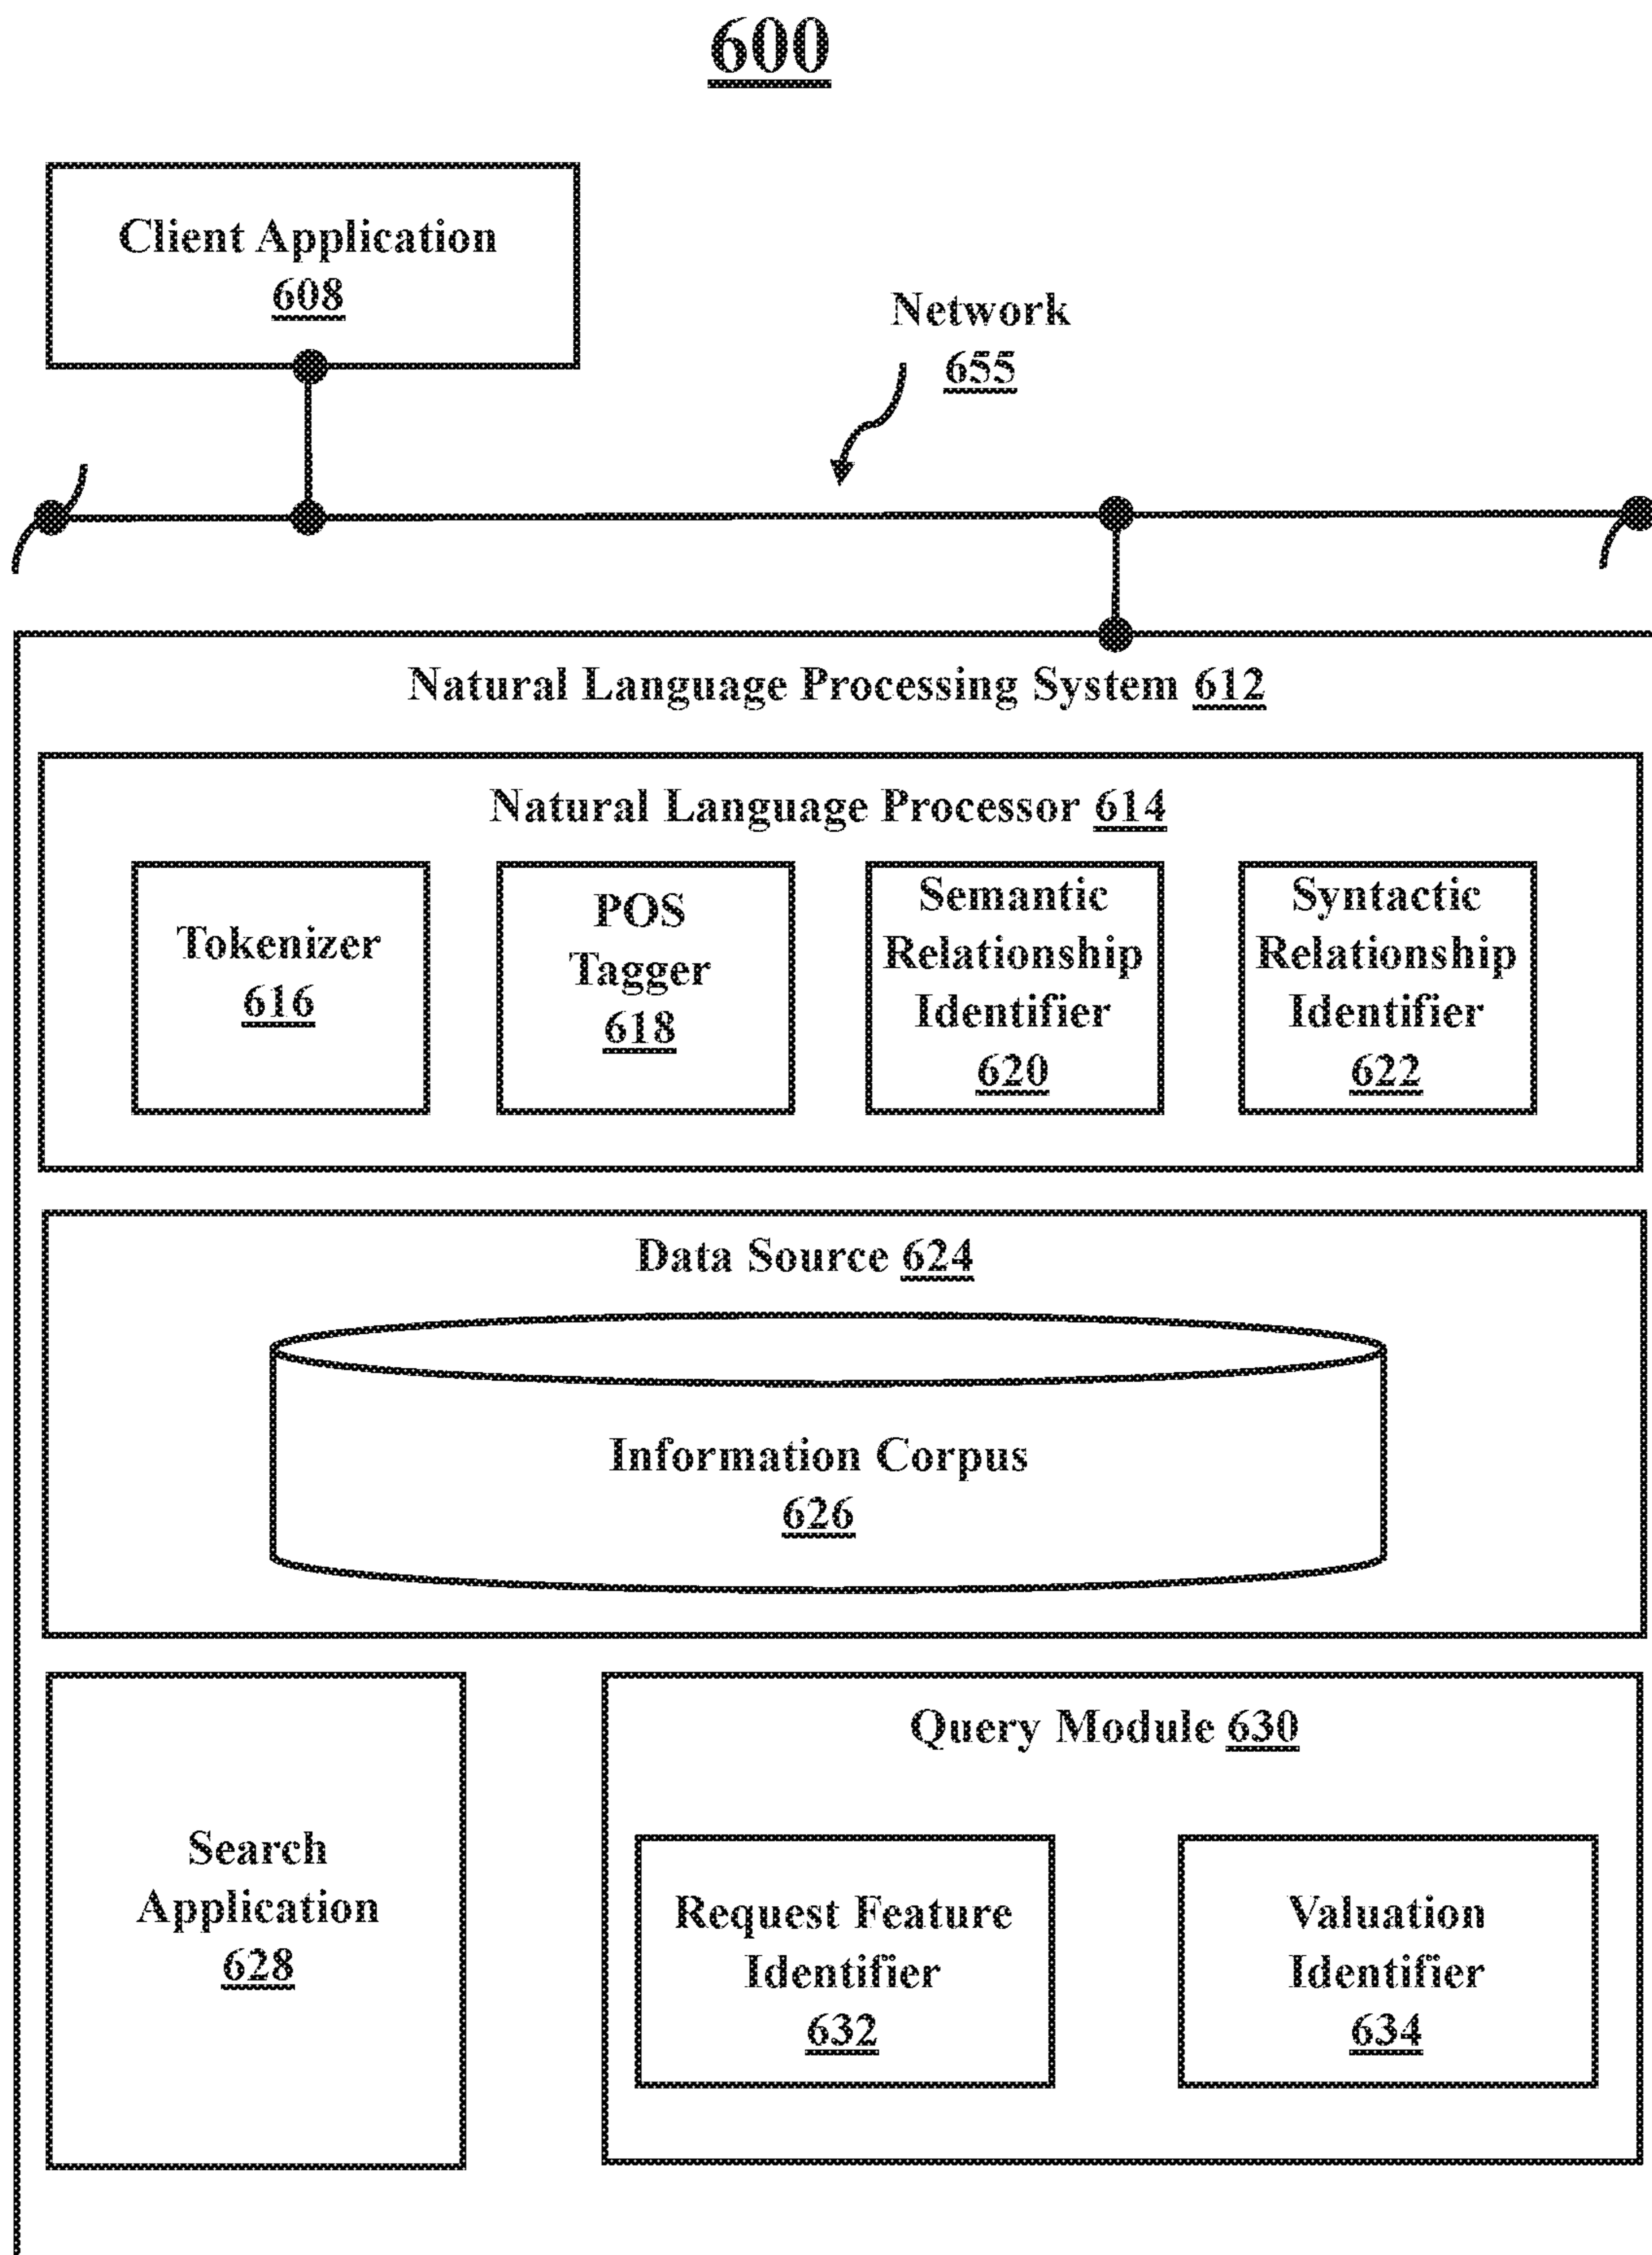 600
Client Application
608
Network
655
Natural Language Processing System 612
Natural Language Processor 614
Tokenizer
616
POS
Tagger
618
Semantic
Relationship
Identifier
620
Syntactic
Relationship
Identifier
622
Data Source 624
Information Corpus
626
Search
Application
628
Query Module 630
Request Feature
Identifier
632
Valuation
Identifier
634